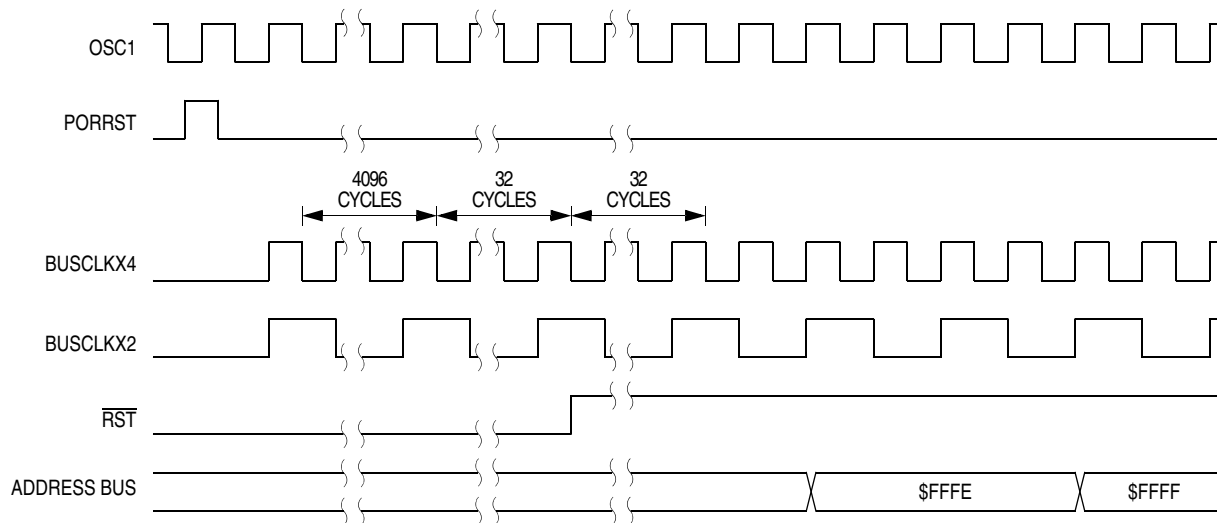 OSC1
PORRST
4096
CYCLES
32
CYCLES
32
CYCLES
BUSCLKX4
BUSCLKX2
RST
ADDRESS BUS
$FFFE
$FFFF